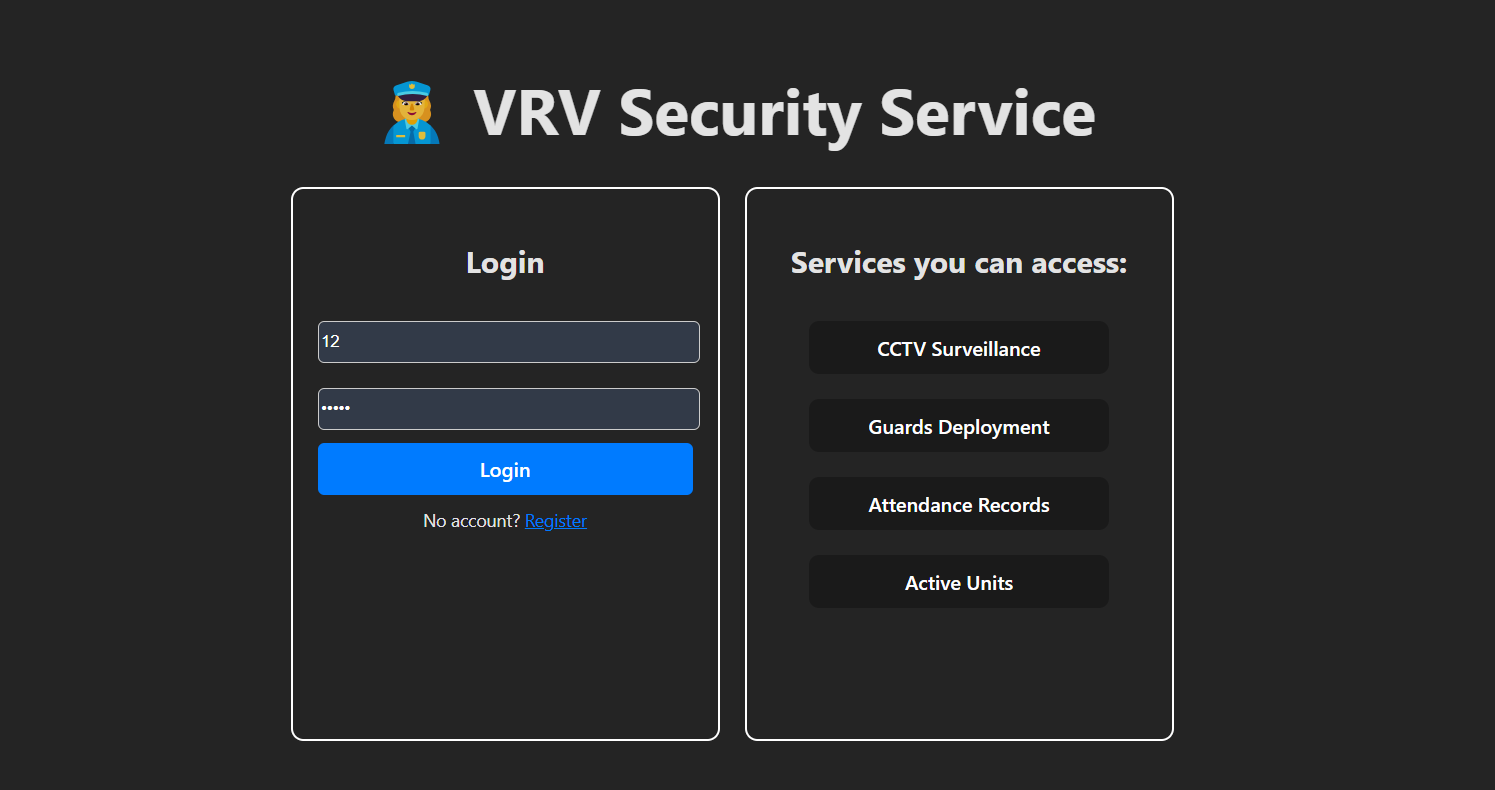 VRV Security Service
Login
12
•••••
Login
No account? Register
Services you can access:
CCTV Surveillance
Guards Deployment
Attendance Records
Active Units